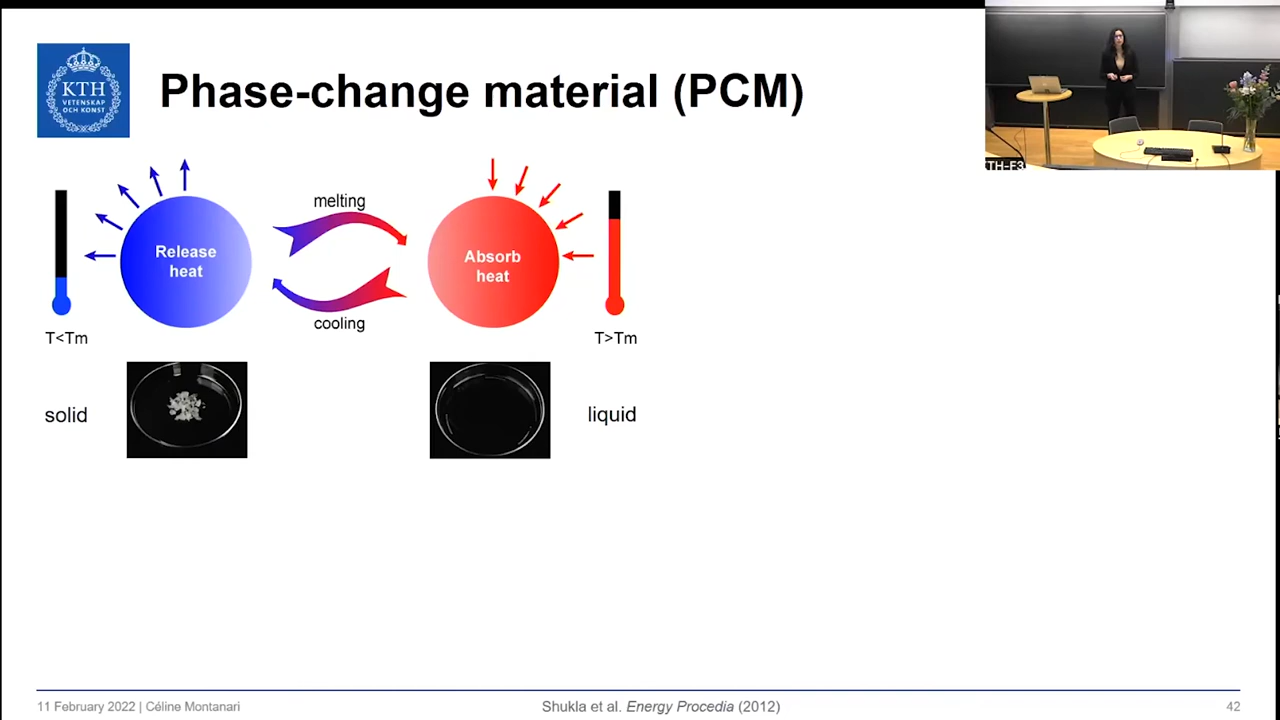 KTH
VETENSKAP
OCH KONST
Phase-change material (PCM)
KTH-F3
melting
Release
heat
Absorb
heat
cooling
T<Tm
T>Tm
solid
liquid
11 February 2022 | Céline Montanari
Shukla et al. Energy Procedia (2012)
42